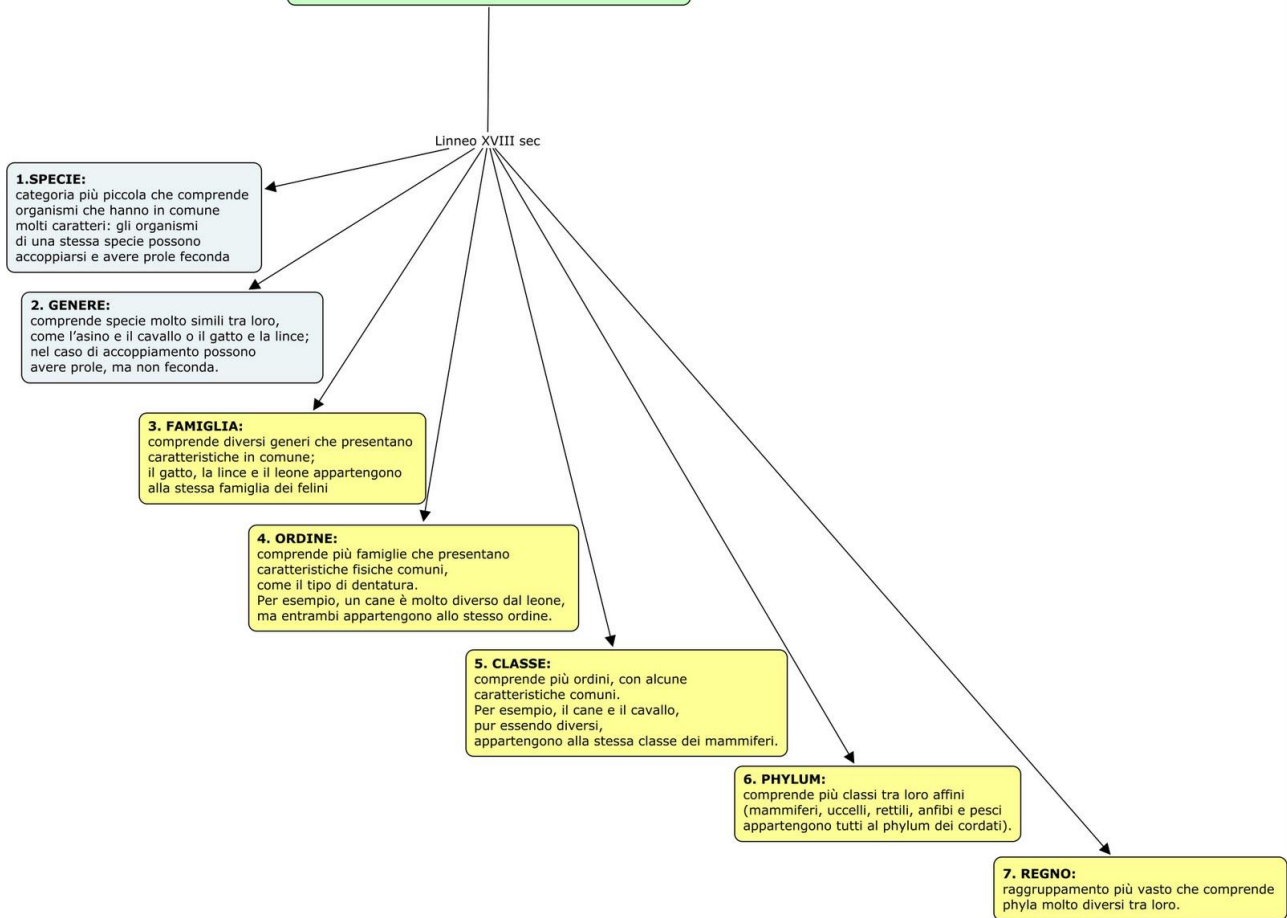 Linneo XVIII sec
1.SPECIE:
categoria più piccola che comprende
organismi che hanno in comune
molti caratteri: gli organismi
di una stessa specie possono
accoppiarsi e avere prole feconda
2. GENERE:
comprende specie molto simili tra loro,
come l'asino e il cavallo o il gatto e la lince;
nel caso di accoppiamento possono
avere prole, ma non feconda.
3. FAMIGLIA:
comprende diversi generi che presentano
caratteristiche in comune;
il gatto, la lince e il leone appartengono
alla stessa famiglia dei felini
4. ORDINE:
comprende più famiglie che presentano
caratteristiche fisiche comuni,
come il tipo di dentatura.
Per esempio, un cane è molto diverso dal leone,
ma entrambi appartengono allo stesso ordine.
5. CLASSE:
comprende più ordini, con alcune
caratteristiche comuni.
Per esempio, il cane e il cavallo,
pur essendo diversi,
appartengono alla stessa classe dei mammiferi.
6. PHYLUM:
comprende più classi tra loro affini
(mammiferi, uccelli, rettili, anfibi e pesci
appartengono tutti al phylum dei cordati).
7. REGNO:
raggruppamento più vasto che comprende
phyla molto diversi tra loro.